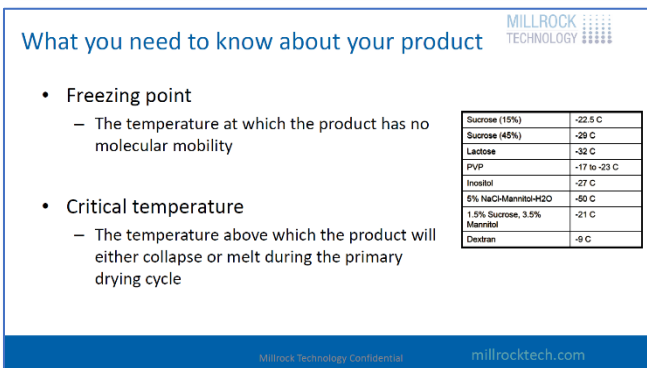 MILLROCK
TECHNOLOGY
What you need to know about your product
• Freezing point
– The temperature at which the product has no
molecular mobility
• Critical temperature
– The temperature above which the product will
either collapse or melt during the primary
drying cycle
Sucrose (15%) -22.5 C
Sucrose (45%) -29 C
Lactose -32 C
PVP -17 to -23 C
Inositol -27 C
5% NaCl-Mannitol-H2O -50 C
1.5% Sucrose, 3.5% -21 C
Mannitol
Dextran -9 C
Millrock Technology Confidential
millrocktech.com